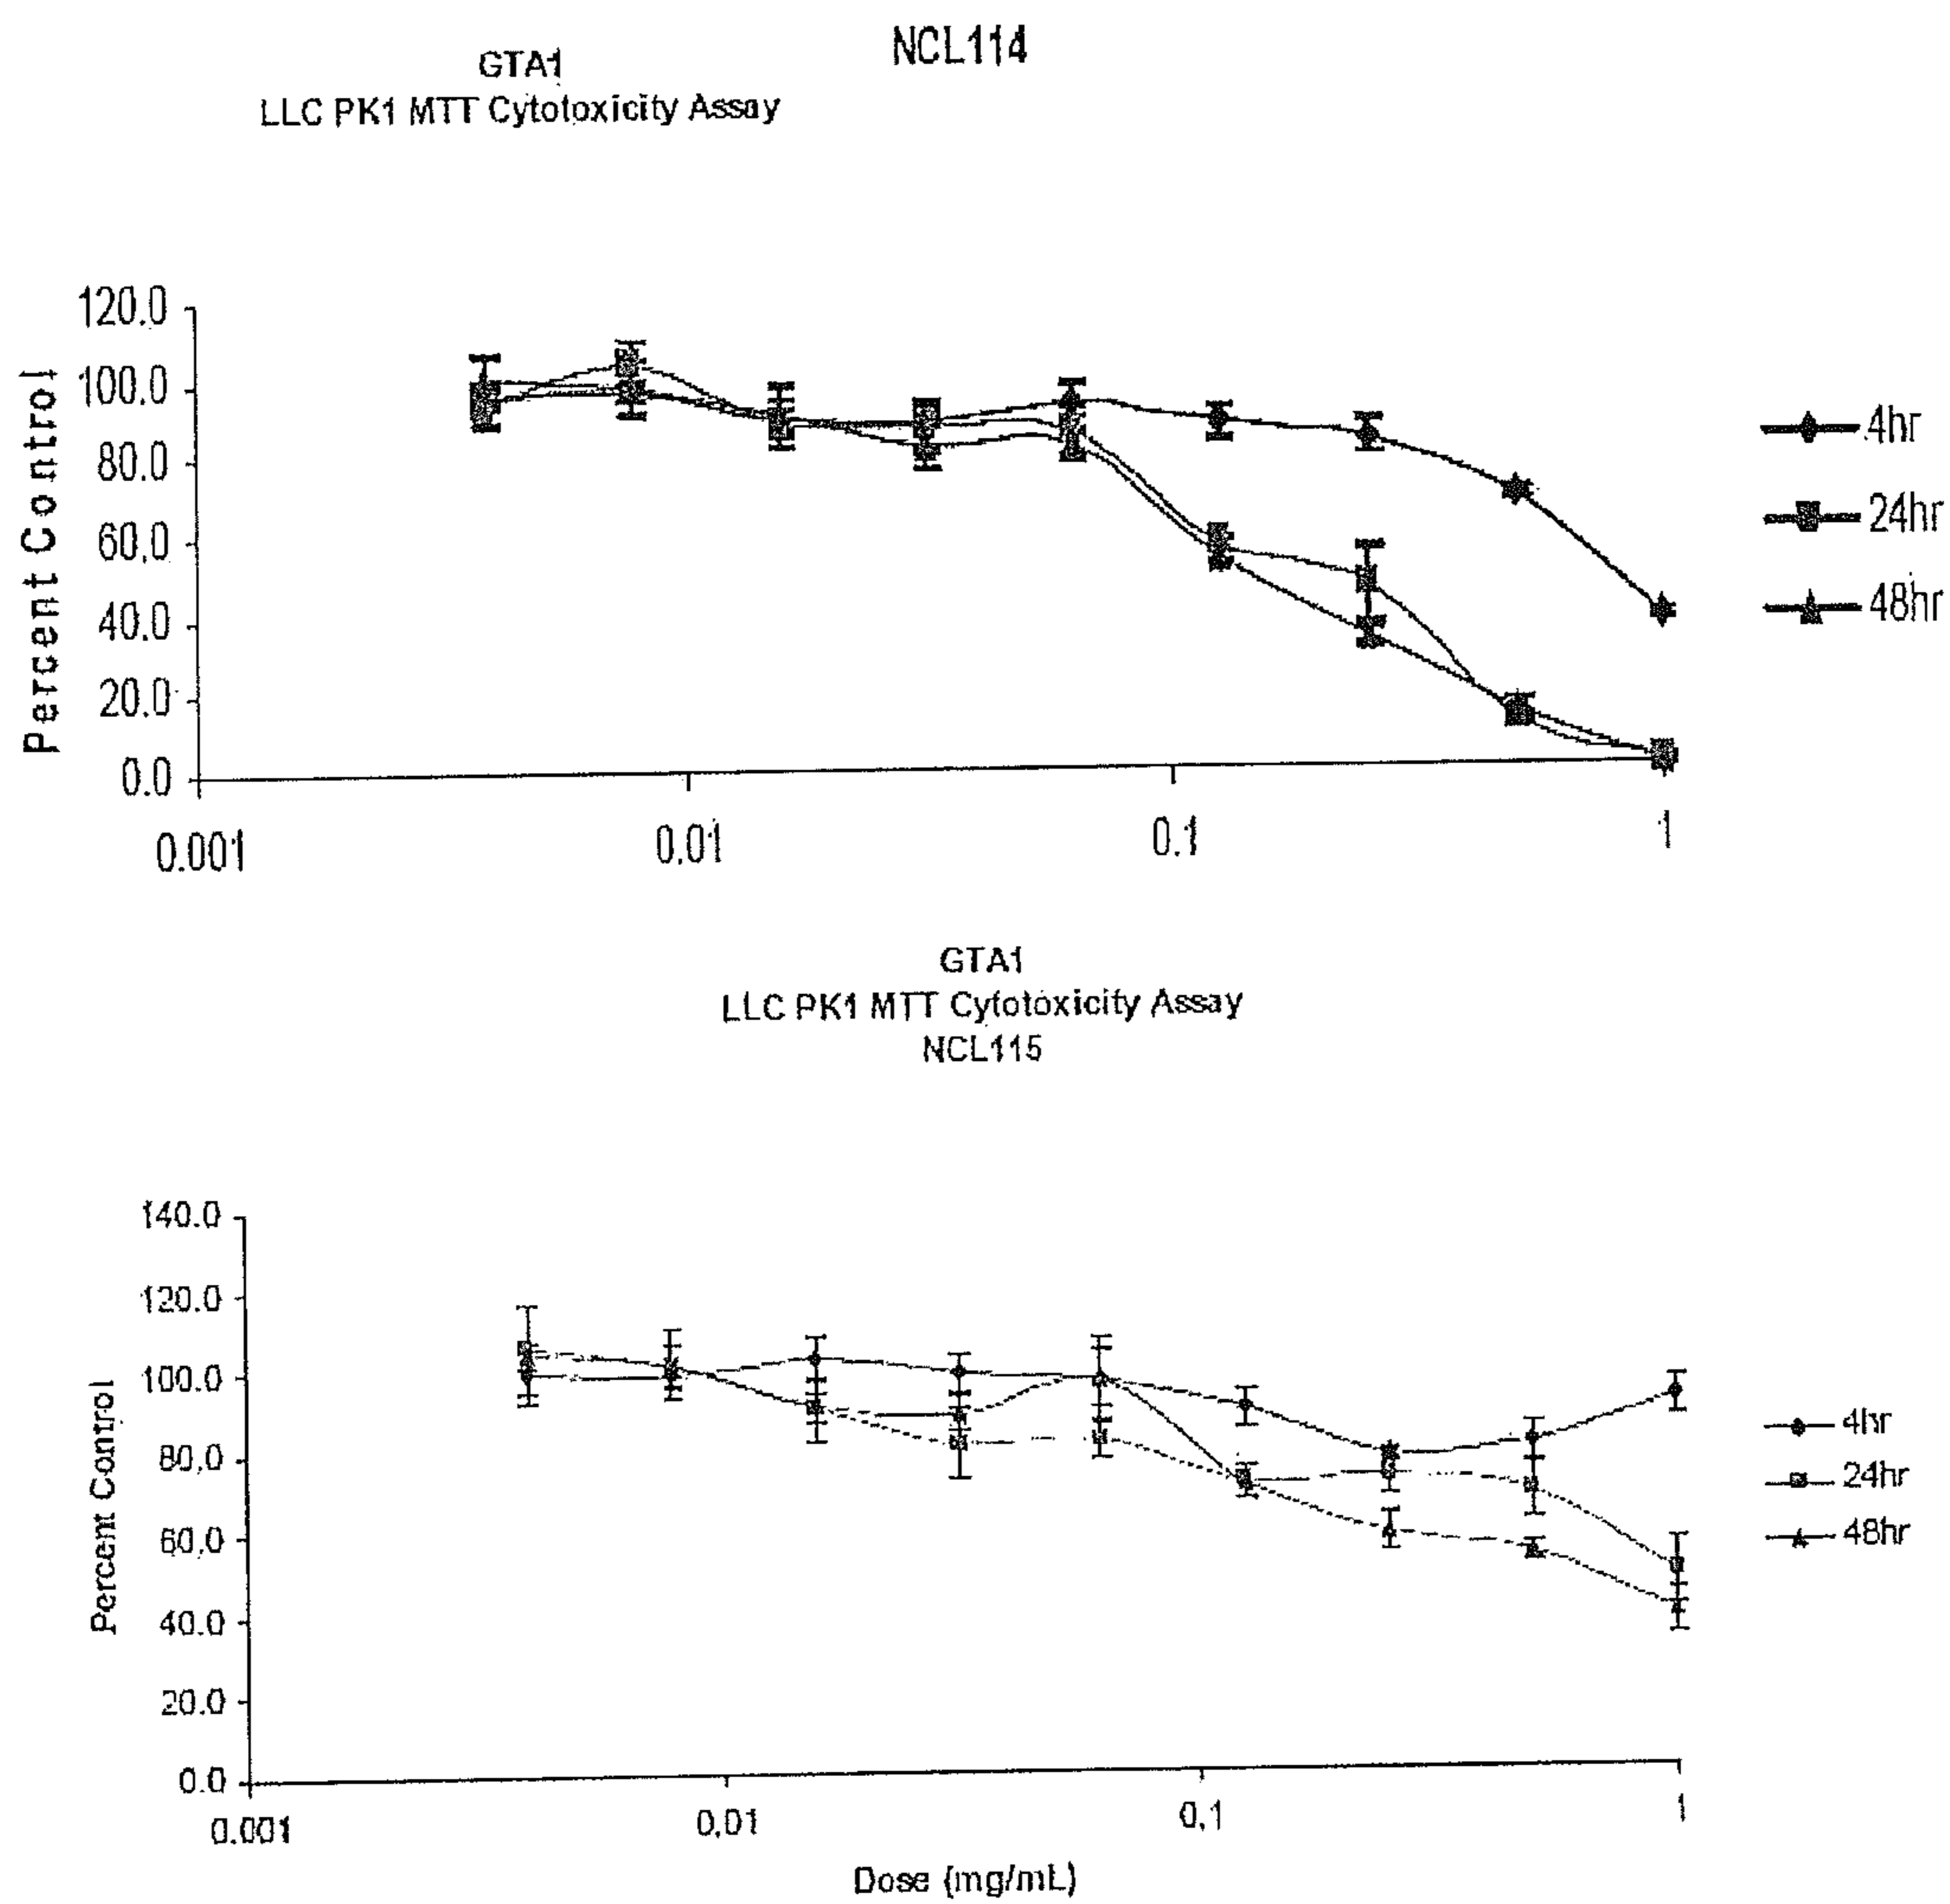 NCL114
GTA1
LLC PK1 MTT Cytotoxicity Assay
Percent Control
120.0
100.0
80.0
60.0
40.0
20.0
0.0
0.001
0.01
0.1
1
4hr
24hr
48hr
GTA1
LLC PK1 MTT Cytotoxicity Assay
NCL115
Percent Control
140.0
120.0
100.0
80.0
60.0
40.0
20.0
0.0
0.001
0.01
0.1
1
4hr
24hr
48hr
Dose (mg/mL)